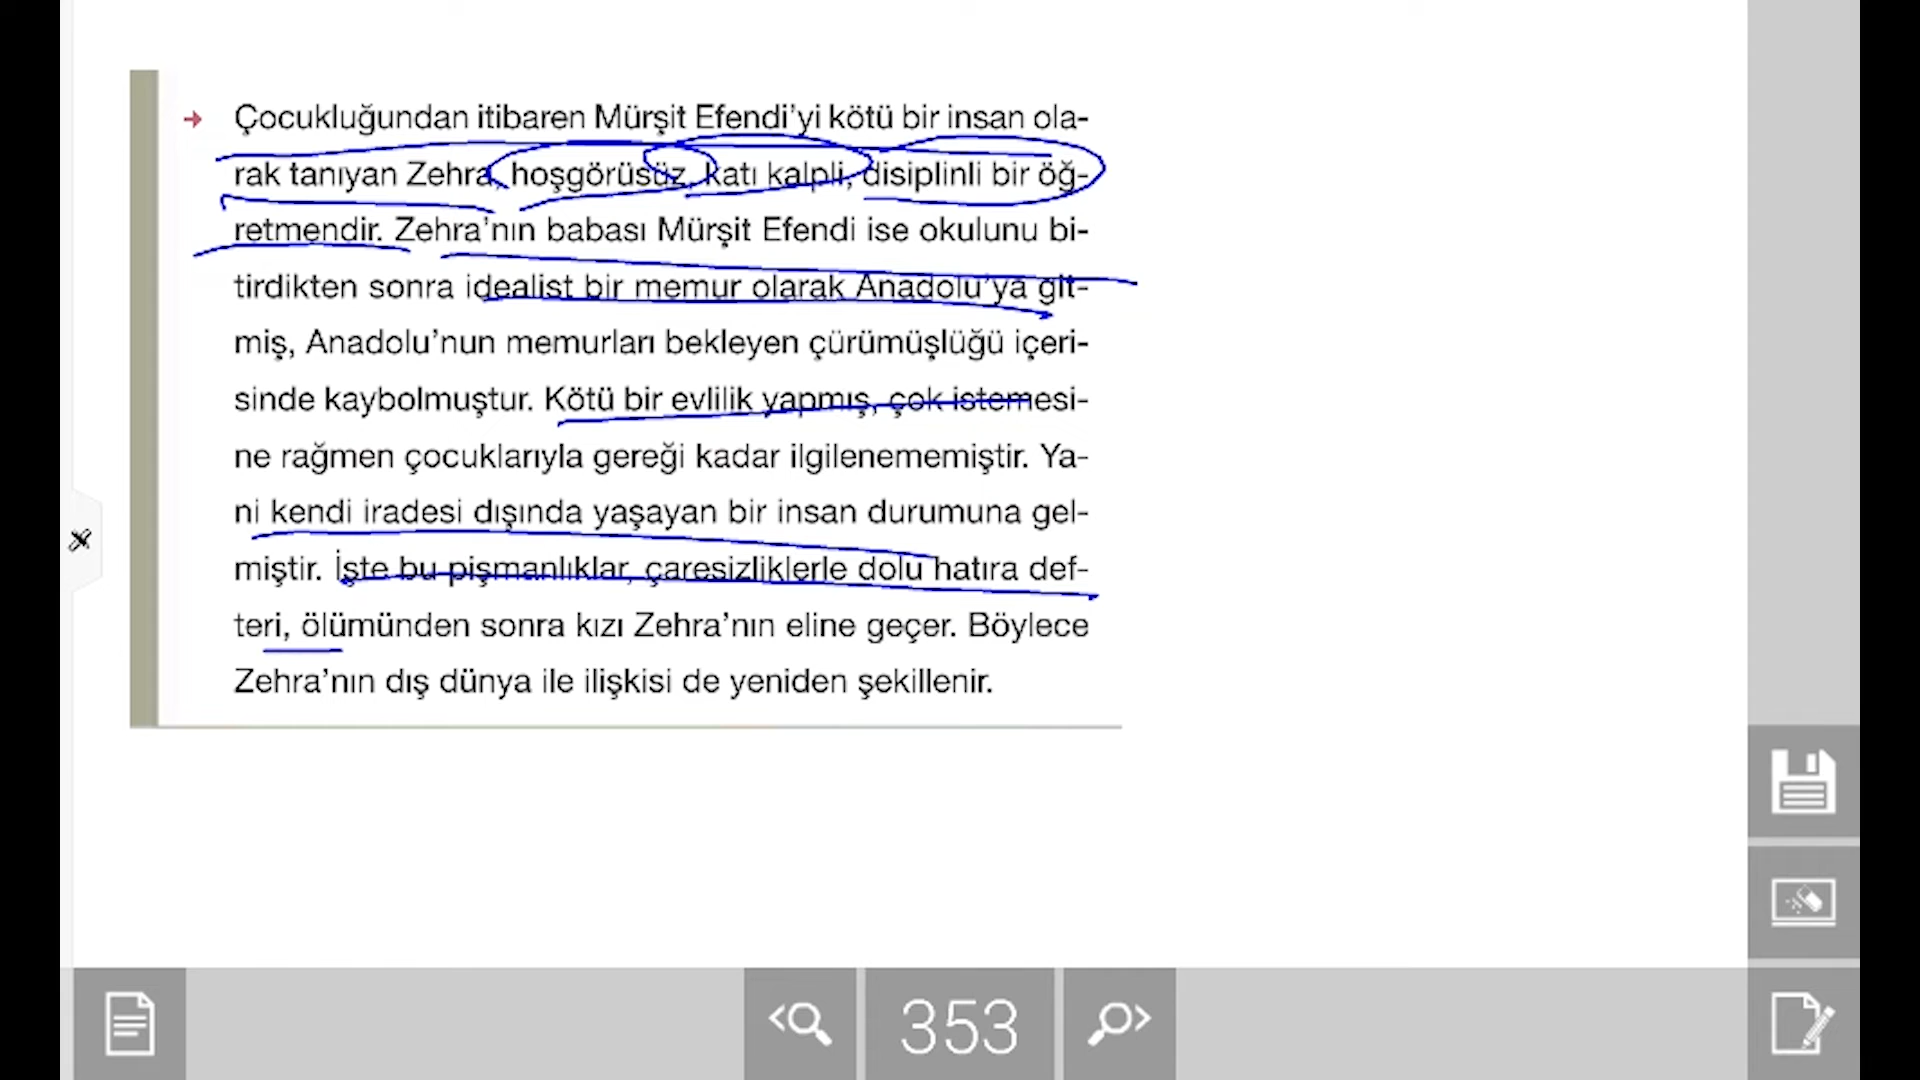 Çocukluğundan itibaren Mürşit Efendi’yi kötü bir insan ola-
rak tanıyan Zehra, hoşgörüsüz, katı kalpli, disiplinli bir öğ-
retmendir. Zehra’nın babası Mürşit Efendi ise okulunu bi-
tirdikten sonra idealist bir memur olarak Anadolu’ya git-
miş, Anadolu’nun memurları bekleyen çürümüşlüğü içeri-
sinde kaybolmuştur. Kötü bir evlilik yapmış, çok istemesi-
ne rağmen çocuklarıyla gereği kadar ilgilenememiştir. Ya-
ni kendi iradesi dışında yaşayan bir insan durumuna gel-
miştir. İşte bu pişmanlıklar, çaresizliklerle dolu hatıra def-
teri, ölümünden sonra kızı Zehra’nın eline geçer. Böylece
Zehra’nın dış dünya ile ilişkisi de yeniden şekillenir.
353